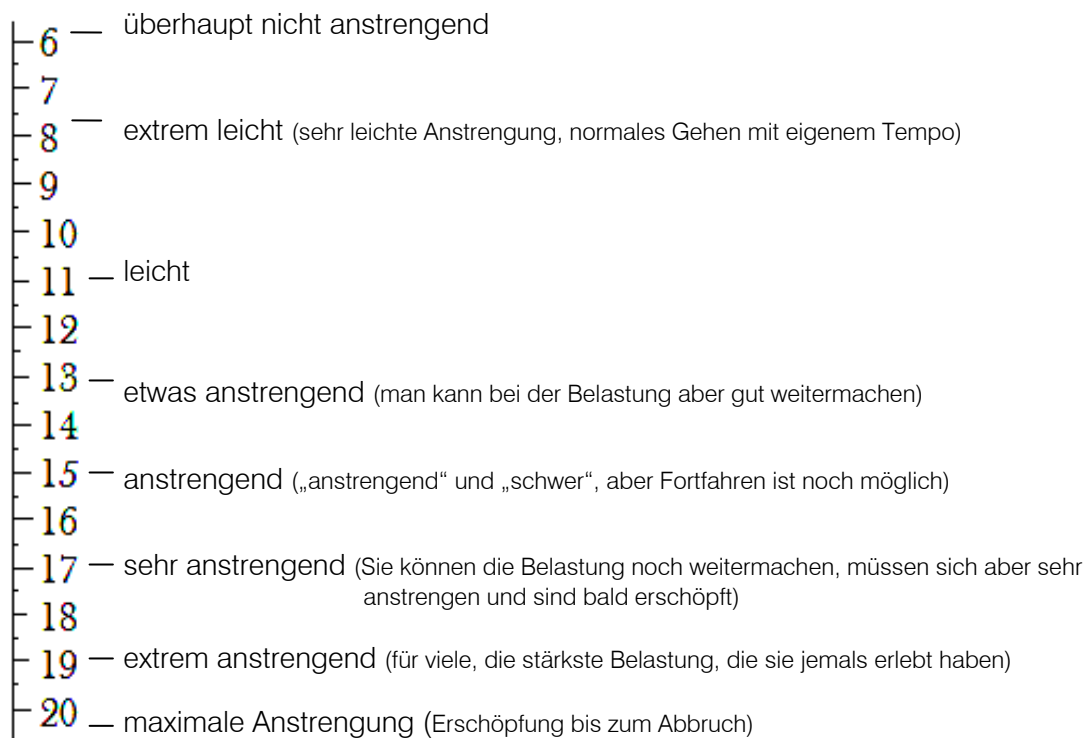 6 — überhaupt nicht anstrengend
7
8 — extrem leicht (sehr leichte Anstrengung, normales Gehen mit eigenem Tempo)
9
10
11 — leicht
12
13 — etwas anstrengend (man kann bei der Belastung aber gut weitermachen)
14
15 — anstrengend („anstrengend“ und „schwer“, aber Fortfahren ist noch möglich)
16
17 — sehr anstrengend (Sie können die Belastung noch weitermachen, müssen sich aber sehr
anstrengen und sind bald erschöpft)
18
19 — extrem anstrengend (für viele, die stärkste Belastung, die sie jemals erlebt haben)
20 — maximale Anstrengung (Erschöpfung bis zum Abbruch)